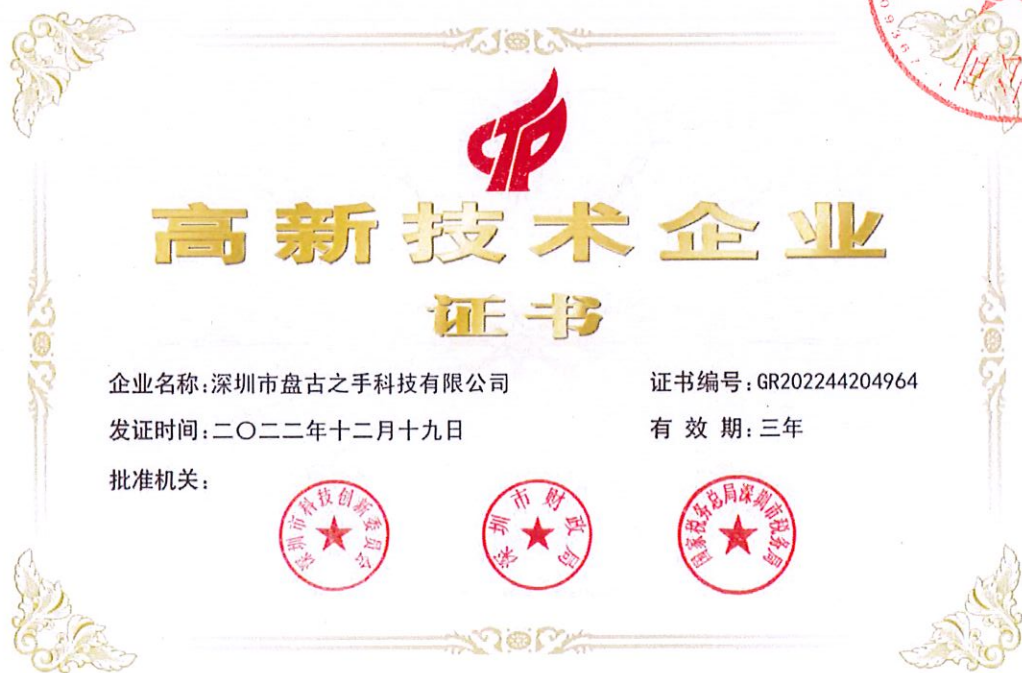 高新技术企业
证书
企业名称:深圳市盘古之手科技有限公司
证书编号:GR202244204964
发证时间:二〇二二年十二月十九日
有 效 期:三年
批准机关:
深圳市科技创新委员会
深圳市财政局
国家税务总局深圳市税务局